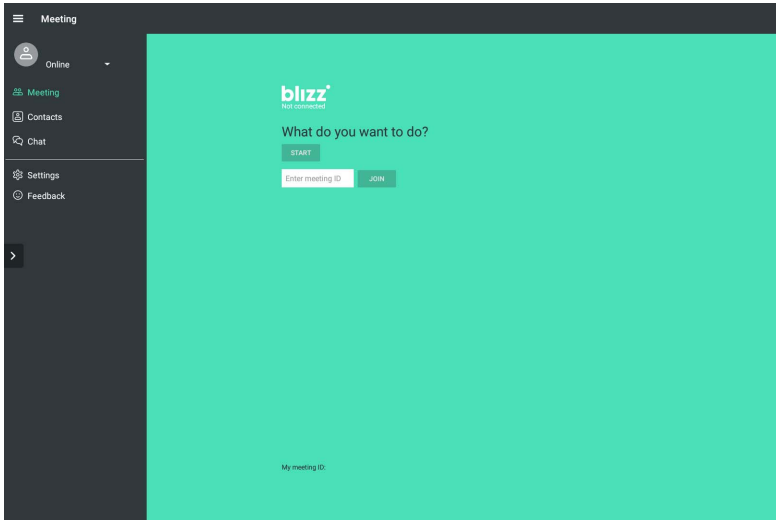 Meeting
Online
Meeting
Contacts
Chat
Settings
Feedback
blizz
Not connected
What do you want to do?
START
Enter meeting ID
JOIN
My meeting ID: